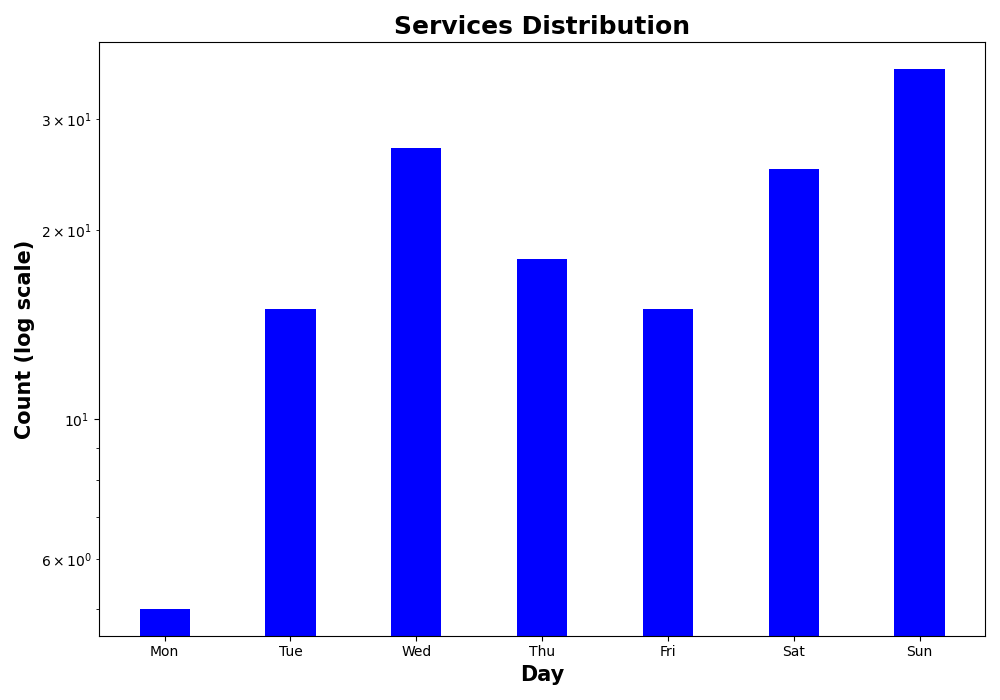 Services Distribution
3 × 10¹
2 × 10¹
10¹
6 × 10⁰
Count (log scale)
Mon Tue Wed Thu Fri Sat Sun
Day